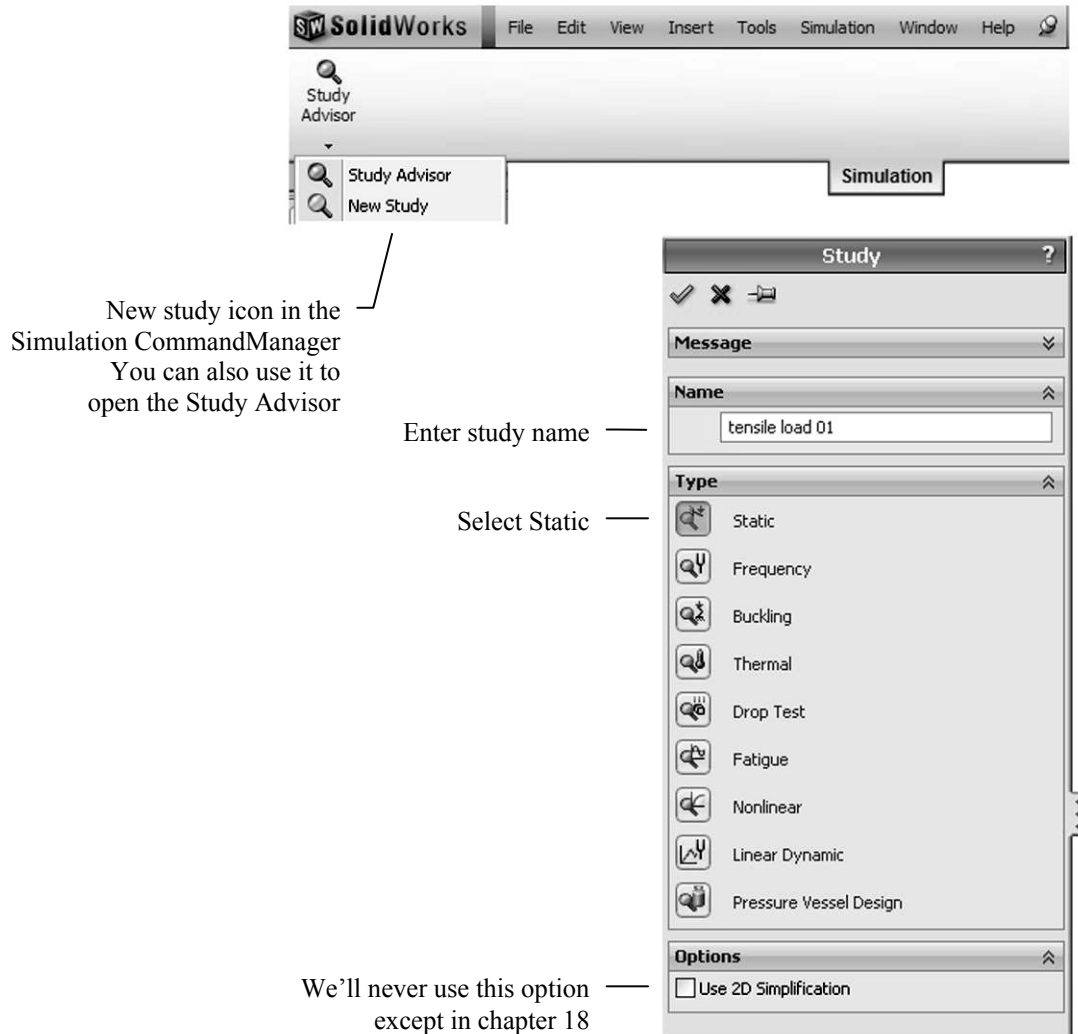 SolidWorks File Edit View Insert Tools Simulation Window Help
Study
Advisor
Study Advisor
New Study
Simulation
New study icon in the
Simulation CommandManager
You can also use it to
open the Study Advisor
Study ?
Message
Name
Enter study name
tensile load 01
Type
Select Static
Static
Frequency
Buckling
Thermal
Drop Test
Fatigue
Nonlinear
Linear Dynamic
Pressure Vessel Design
Options
We’ll never use this option
except in chapter 18
Use 2D Simplification